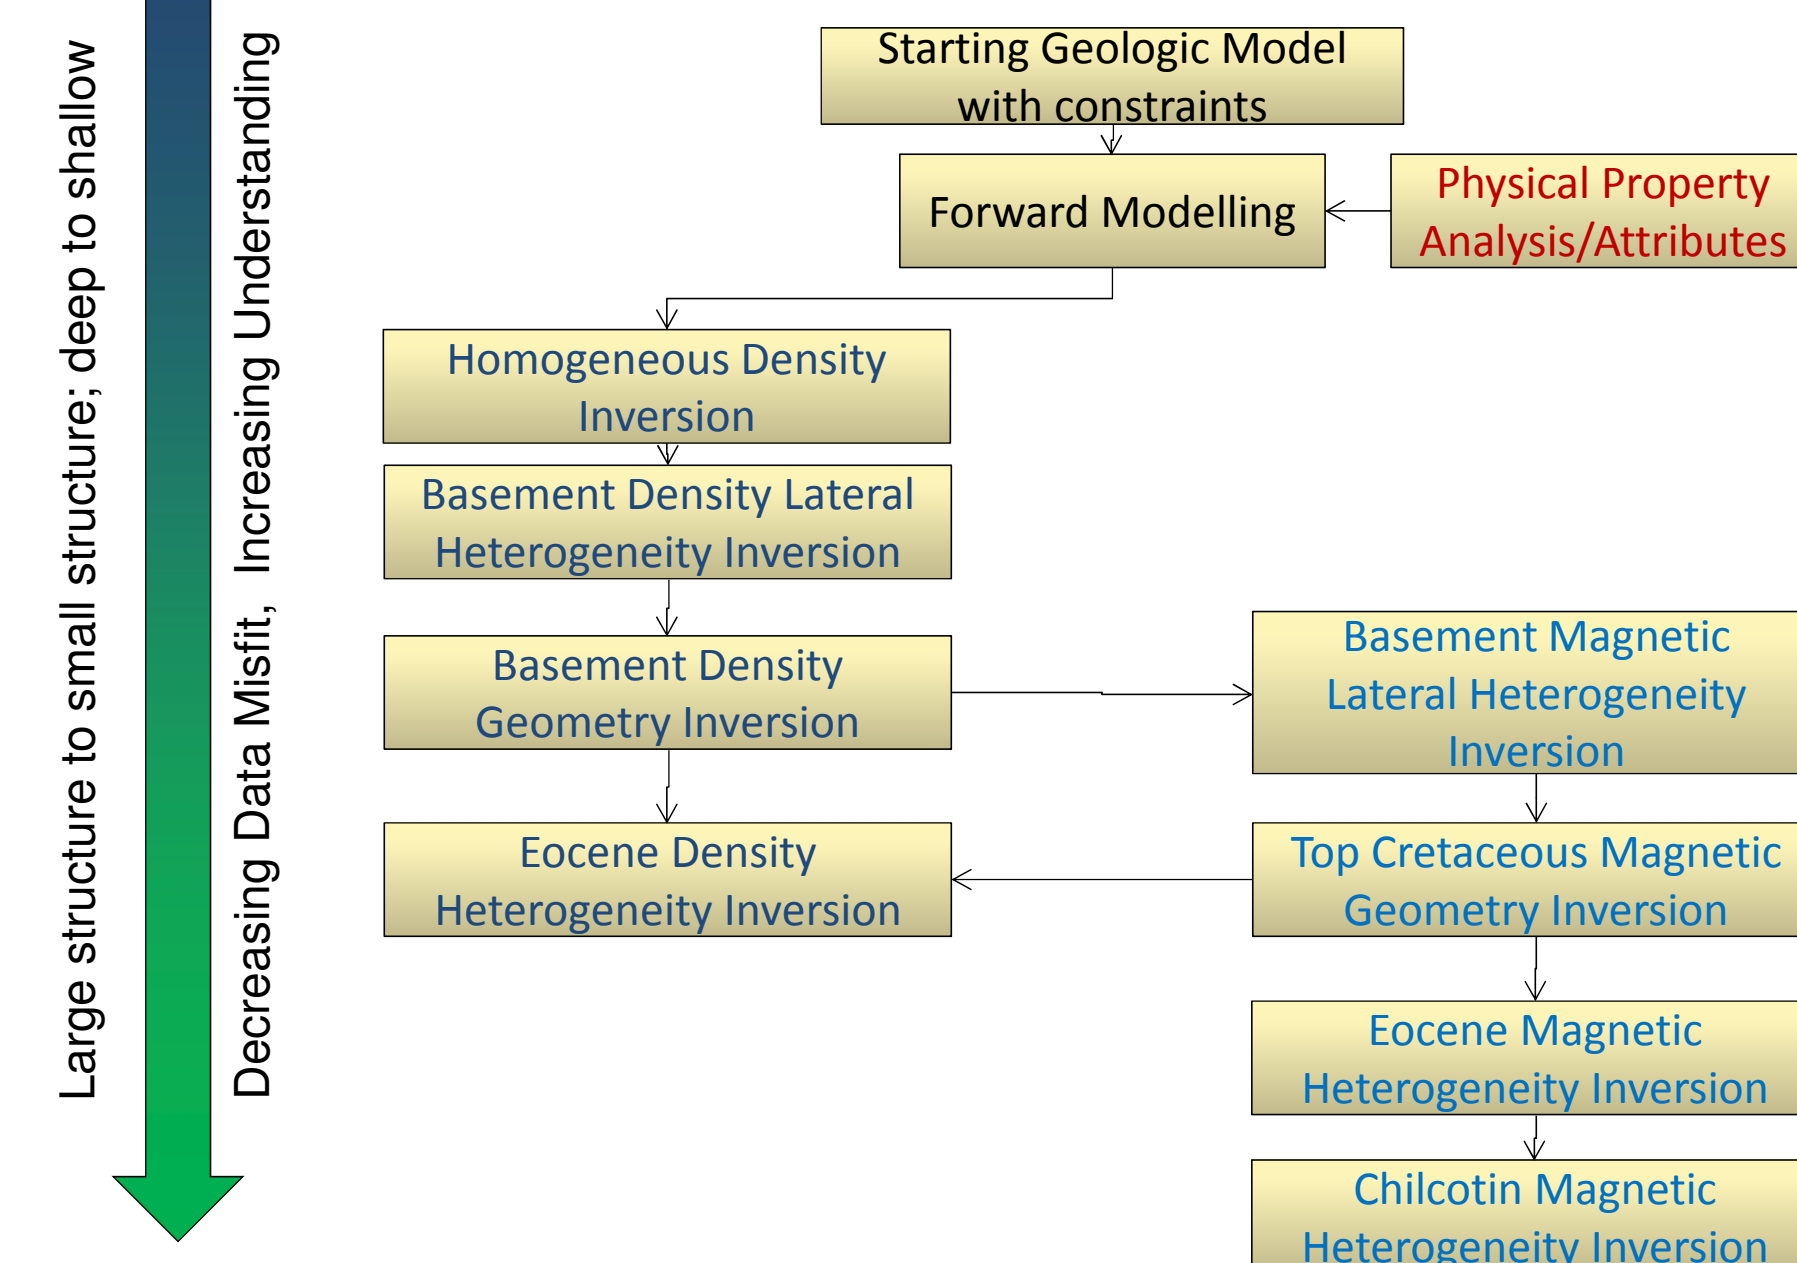 Large structure to small structure; deep to shallow
Decreasing Data Misfit,  Increasing Understanding
Starting Geologic Model
with constraints
Forward Modelling
Physical Property
Analysis/Attributes
Homogeneous Density
Inversion
Basement Density Lateral
Heterogeneity Inversion
Basement Density
Geometry Inversion
Basement Magnetic
Lateral Heterogeneity
Inversion
Eocene Density
Heterogeneity Inversion
Top Cretaceous Magnetic
Geometry Inversion
Eocene Magnetic
Heterogeneity Inversion
Chilcotin Magnetic
Heterogeneity Inversion